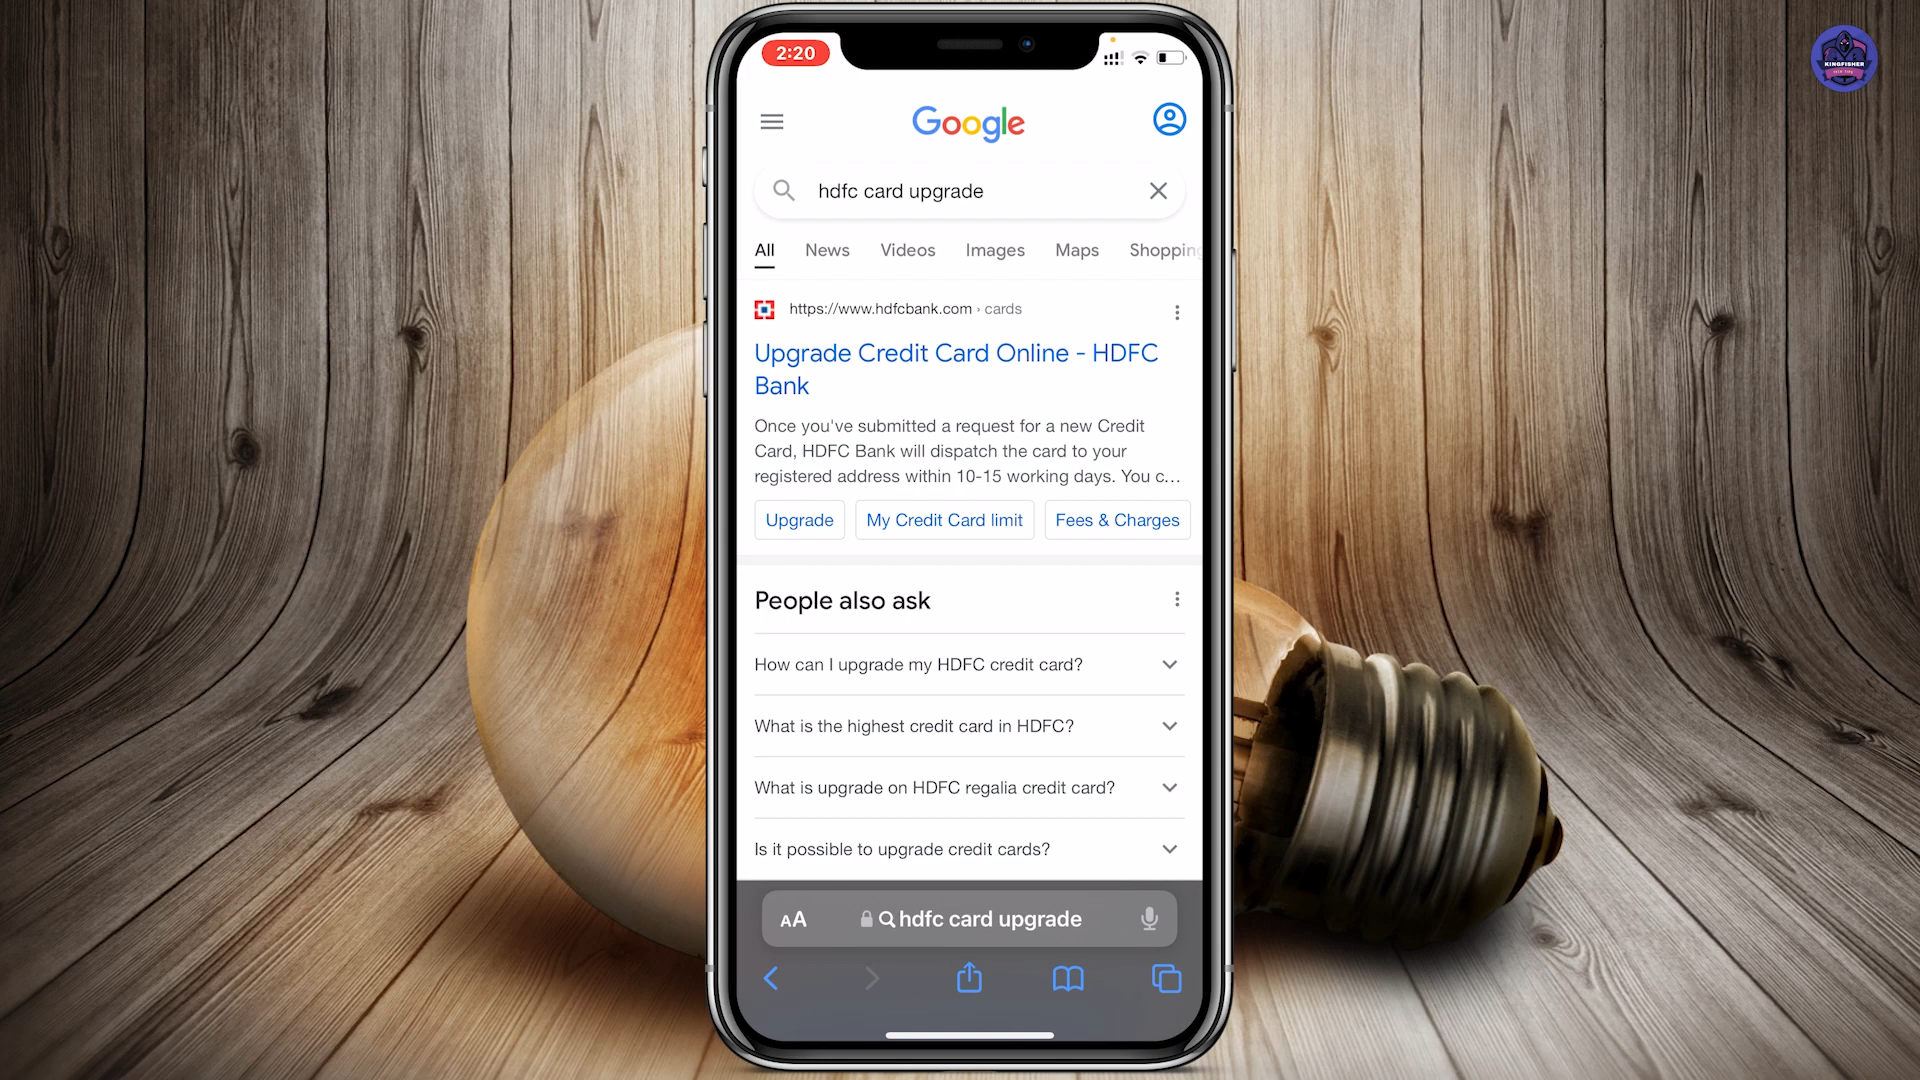 2:20
KINGFISHER
Google
hdfc card upgrade
All News Videos Images Maps Shopping
https://www.hdfcbank.com › cards
Upgrade Credit Card Online - HDFC
Bank
Once you've submitted a request for a new Credit
Card, HDFC Bank will dispatch the card to your
registered address within 10-15 working days. You c...
Upgrade My Credit Card limit Fees & Charges
People also ask
How can I upgrade my HDFC credit card?
What is the highest credit card in HDFC?
What is upgrade on HDFC regalia credit card?
Is it possible to upgrade credit cards?
AA hdfc card upgrade